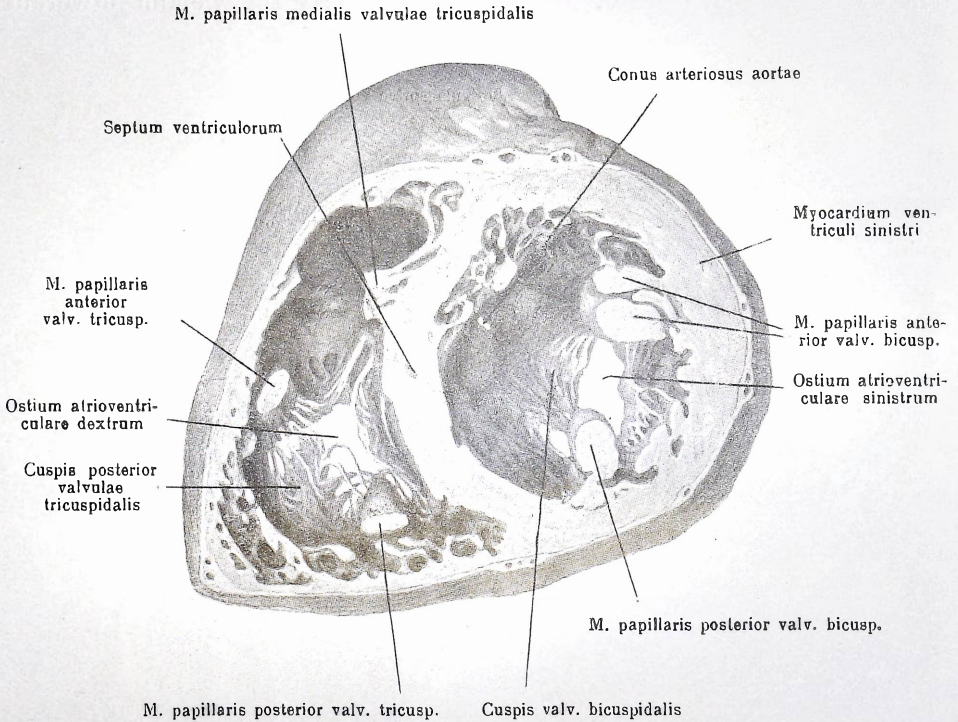 M. papillaris medialis valvulae tricuspidalis
Conus arteriosus aortae
Septum ventriculorum
Myocardium ven-
triculi sinistri
M. papillaris
anterior
valv. tricusp.
M. papillaris ante-
rior valv. bicusp.
Ostium atrioventri-
culare sinistrum
Ostium atrioventri-
culare dextrum
Cuspis posterior
valvulae
tricuspidalis
M. papillaris posterior valv. bicusp.
M. papillaris posterior valv. tricusp.
Cuspis valv. bicuspidalis